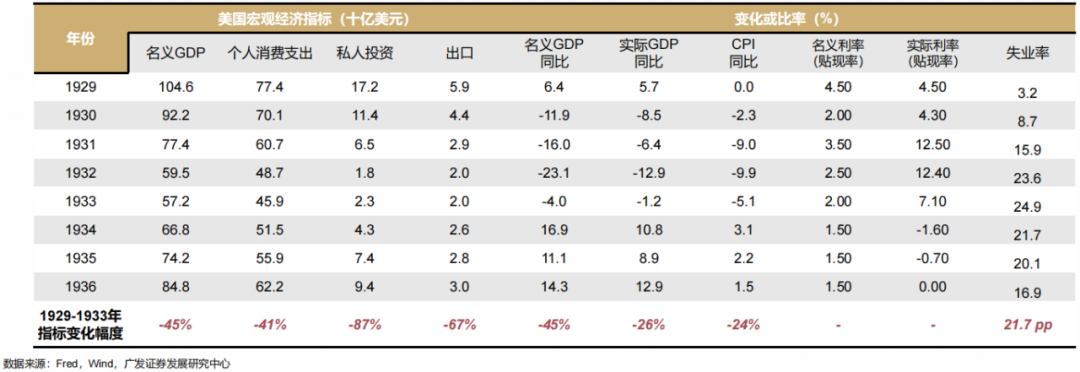 年份 美国宏观经济指标（十亿美元） 变化或比率（%）
名义GDP 个人消费支出 私人投资 出口 名义GDP同比 实际GDP同比 CPI同比 名义利率（贴现率） 实际利率（贴现率） 失业率
1929 104.6 77.4 17.2 5.9 6.4 5.7 0.0 4.50 4.50 3.2
1930 92.2 70.1 11.4 4.4 -11.9 -8.5 -2.3 2.00 4.30 8.7
1931 77.4 60.7 6.5 2.9 -16.0 -6.4 -9.0 3.50 12.50 15.9
1932 59.5 48.7 1.8 2.0 -23.1 -12.9 -9.9 2.50 12.40 23.6
1933 57.2 45.9 2.3 2.0 -4.0 -1.2 -5.1 2.00 7.10 24.9
1934 66.8 51.5 4.3 2.6 16.9 10.8 3.1 1.50 -1.60 21.7
1935 74.2 55.9 7.4 2.8 11.1 8.9 2.2 1.50 -0.70 20.1
1936 84.8 62.2 9.4 3.0 14.3 12.9 1.5 1.50 0.00 16.9
1929-1933年指标变化幅度 -45% -41% -87% -67% -45% -26% -24% - - 21.7 pp
数据来源：Fred，Wind，广发证券发展研究中心